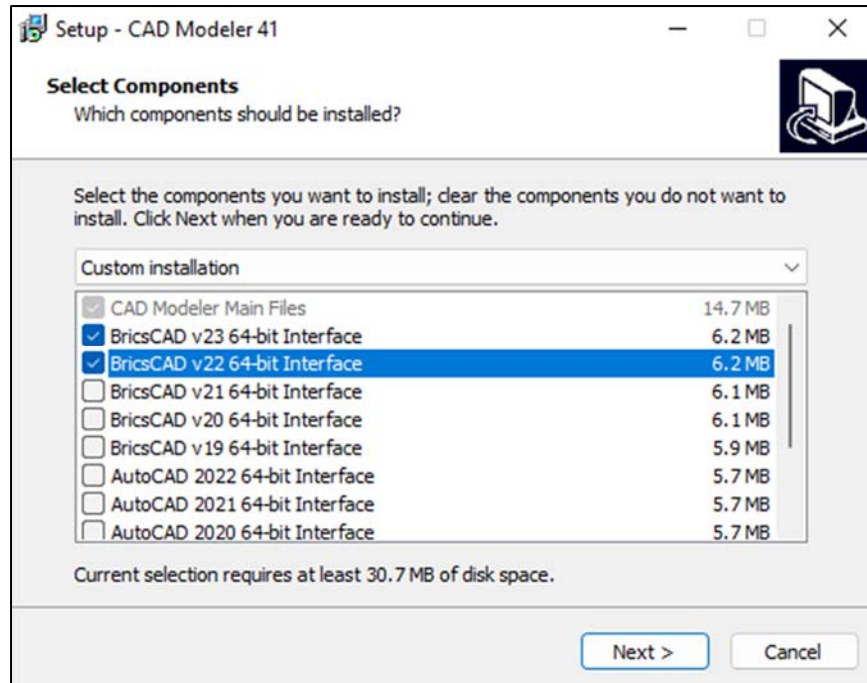 Setup - CAD Modeler 41
Select Components
Which components should be installed?
Select the components you want to install; clear the components you do not want to
install. Click Next when you are ready to continue.
Custom installation
CAD Modeler Main Files 14.7 MB
BricsCAD v23 64-bit Interface 6.2 MB
BricsCAD v22 64-bit Interface 6.2 MB
BricsCAD v21 64-bit Interface 6.1 MB
BricsCAD v20 64-bit Interface 6.1 MB
BricsCAD v19 64-bit Interface 5.9 MB
AutoCAD 2022 64-bit Interface 5.7 MB
AutoCAD 2021 64-bit Interface 5.7 MB
AutoCAD 2020 64-bit Interface 5.7 MB
Current selection requires at least 30.7 MB of disk space.
Next > Cancel